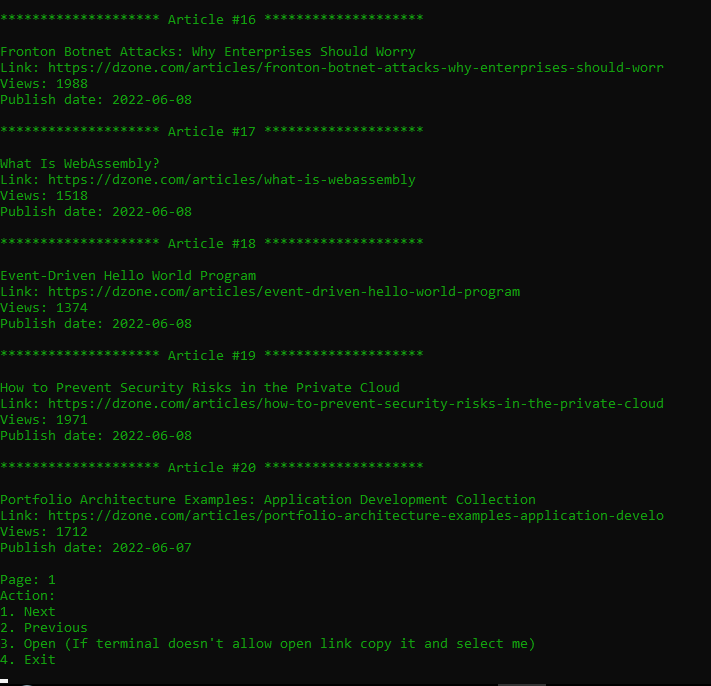 ******************** Article #16 ********************
Fronton Botnet Attacks: Why Enterprises Should Worry
Link: https://dzone.com/articles/fronton-botnet-attacks-why-enterprises-should-worr
Views: 1988
Publish date: 2022-06-08
******************** Article #17 ********************
What Is WebAssembly?
Link: https://dzone.com/articles/what-is-webassembly
Views: 1518
Publish date: 2022-06-08
******************** Article #18 ********************
Event-Driven Hello World Program
Link: https://dzone.com/articles/event-driven-hello-world-program
Views: 1374
Publish date: 2022-06-08
******************** Article #19 ********************
How to Prevent Security Risks in the Private Cloud
Link: https://dzone.com/articles/how-to-prevent-security-risks-in-the-private-cloud
Views: 1971
Publish date: 2022-06-08
******************** Article #20 ********************
Portfolio Architecture Examples: Application Development Collection
Link: https://dzone.com/articles/portfolio-architecture-examples-application-develo
Views: 1712
Publish date: 2022-06-07
Page: 1
Action:
1. Next
2. Previous
3. Open (If terminal doesn't allow open link copy it and select me)
4. Exit